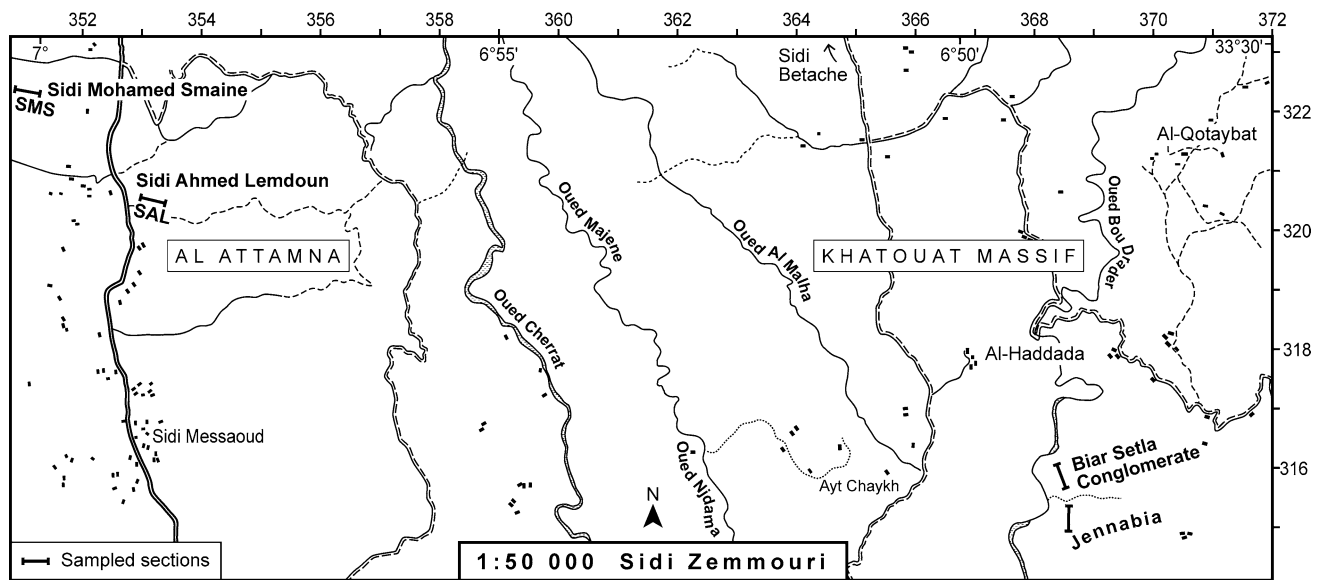 352 354 356 358 360 362 364 366 368 370 372
7° 6°55' 6°50' 33°30'
Sidi
Betache
Sidi Mohamed Smaine
SMS
322
Al-Qotaybat
Sidi Ahmed Lemdoun
SAL
Oued Maiene
Oued Bou Drader
Oued Al Malha
320
AL ATTAMNA
KHATOUAT MASSIF
Oued Cherrat
Al-Haddada
318
Sidi Messaoud
Oued Njdama
Biar Setla
Conglomerate
316
Ayt Chaykh
N
Jennabia
Sampled sections
1:50 000 Sidi Zemmouri